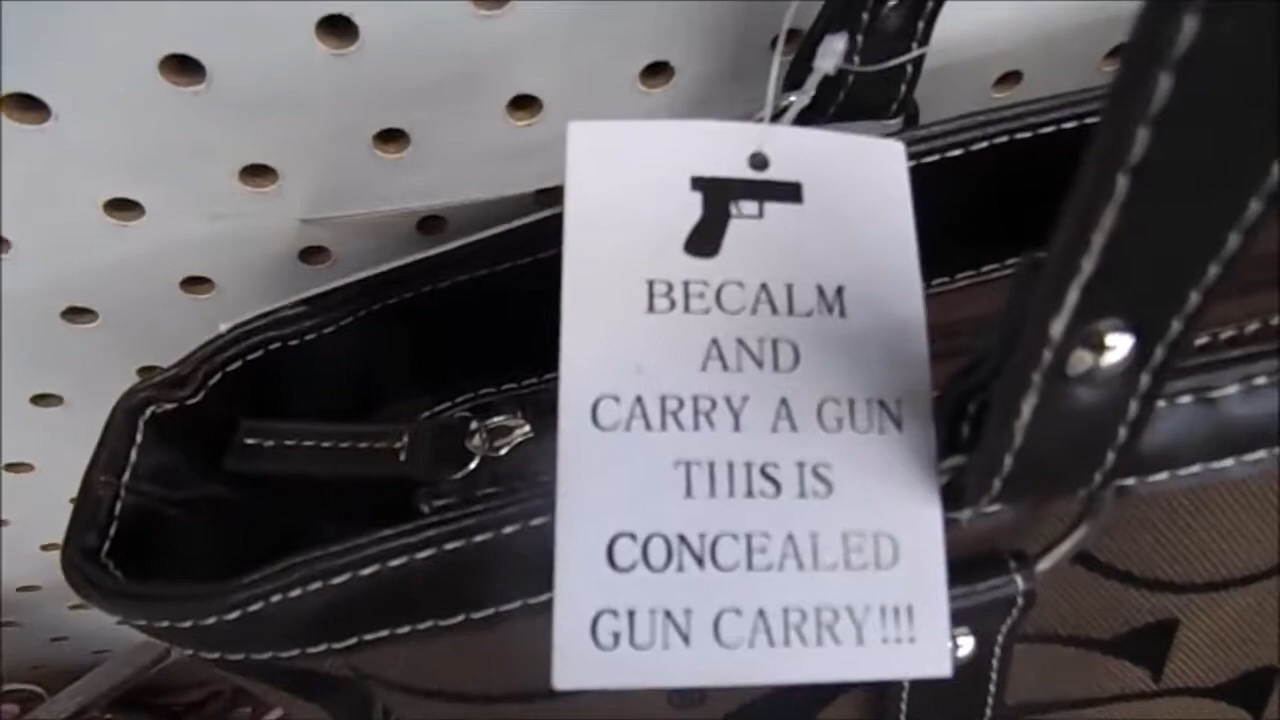 BECALM
AND
CARRY A GUN
THIS IS
CONCEALED
GUN CARRY!!!